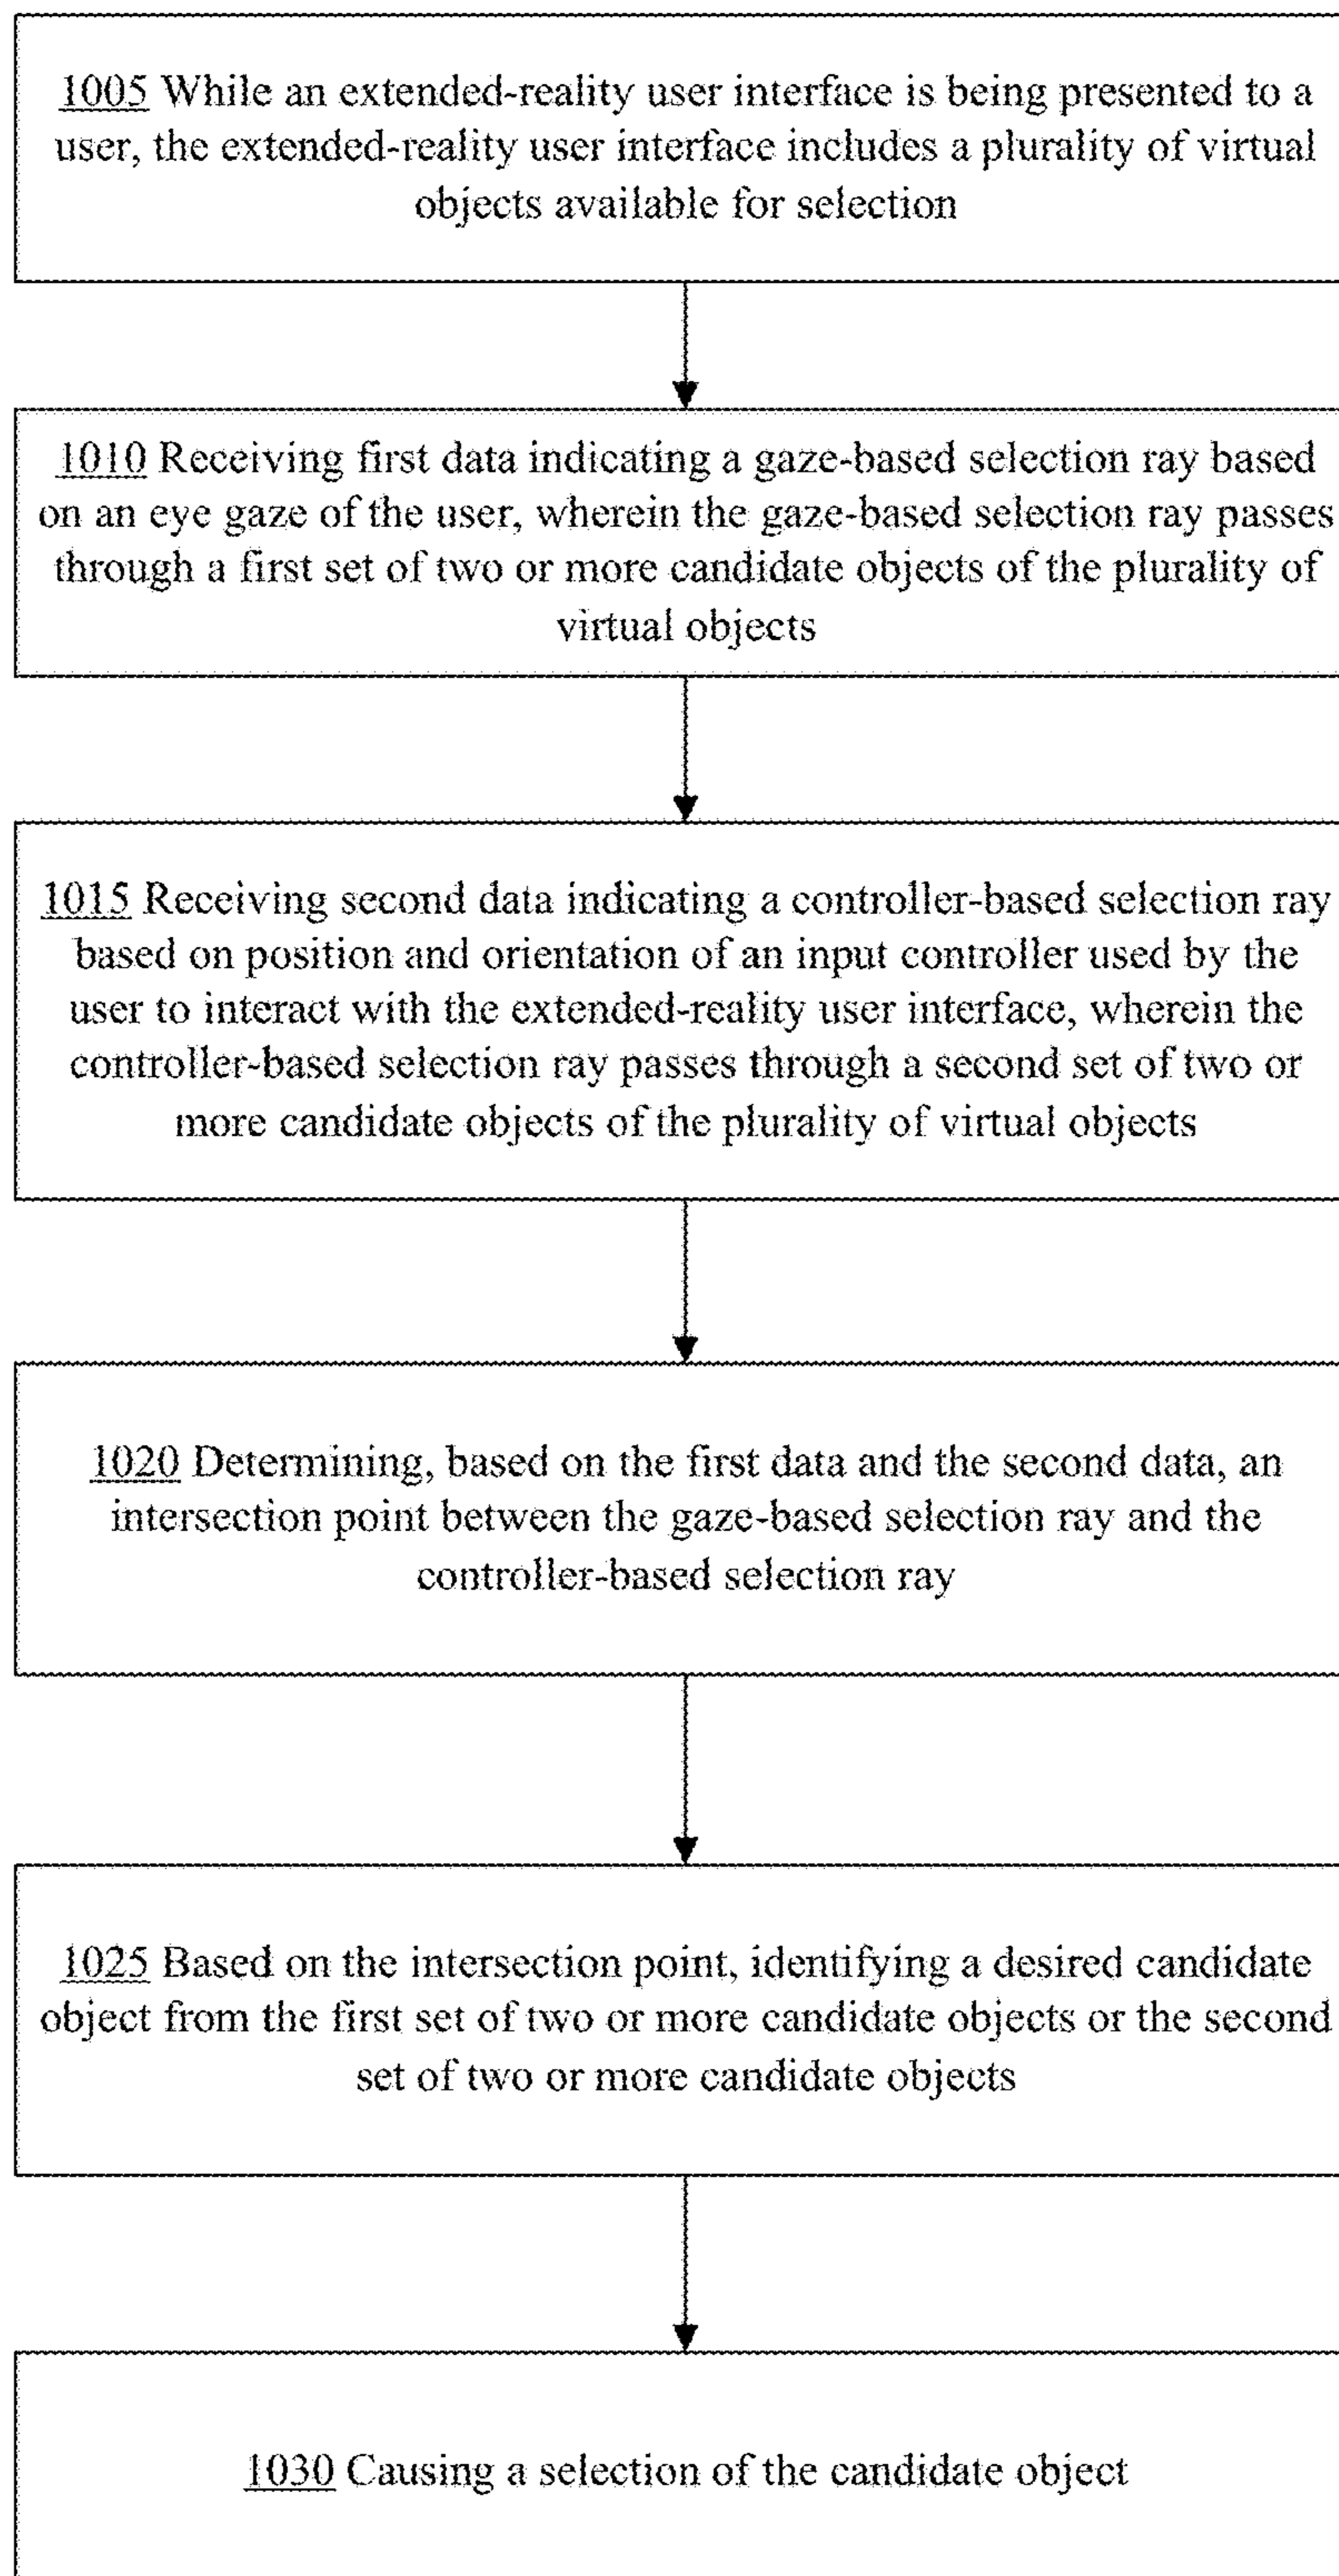 1005 While an extended-reality user interface is being presented to a
user, the extended-reality user interface includes a plurality of virtual
objects available for selection
1010 Receiving first data indicating a gaze-based selection ray based
on an eye gaze of the user, wherein the gaze-based selection ray passes
through a first set of two or more candidate objects of the plurality of
virtual objects
1015 Receiving second data indicating a controller-based selection ray
based on position and orientation of an input controller used by the
user to interact with the extended-reality user interface, wherein the
controller-based selection ray passes through a second set of two or
more candidate objects of the plurality of virtual objects
1020 Determining, based on the first data and the second data, an
intersection point between the gaze-based selection ray and the
controller-based selection ray
1025 Based on the intersection point, identifying a desired candidate
object from the first set of two or more candidate objects or the second
set of two or more candidate objects
1030 Causing a selection of the candidate object